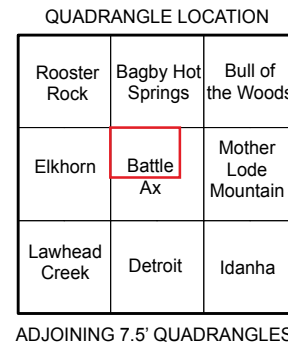 QUADRANGLE LOCATION
Rooster
Rock
Bagby Hot
Springs
Bull of
the Woods
Elkhorn
Battle
Ax
Mother
Lode
Mountain
Lawhead
Creek
Detroit
Idanha
ADJOINING 7.5' QUADRANGLES